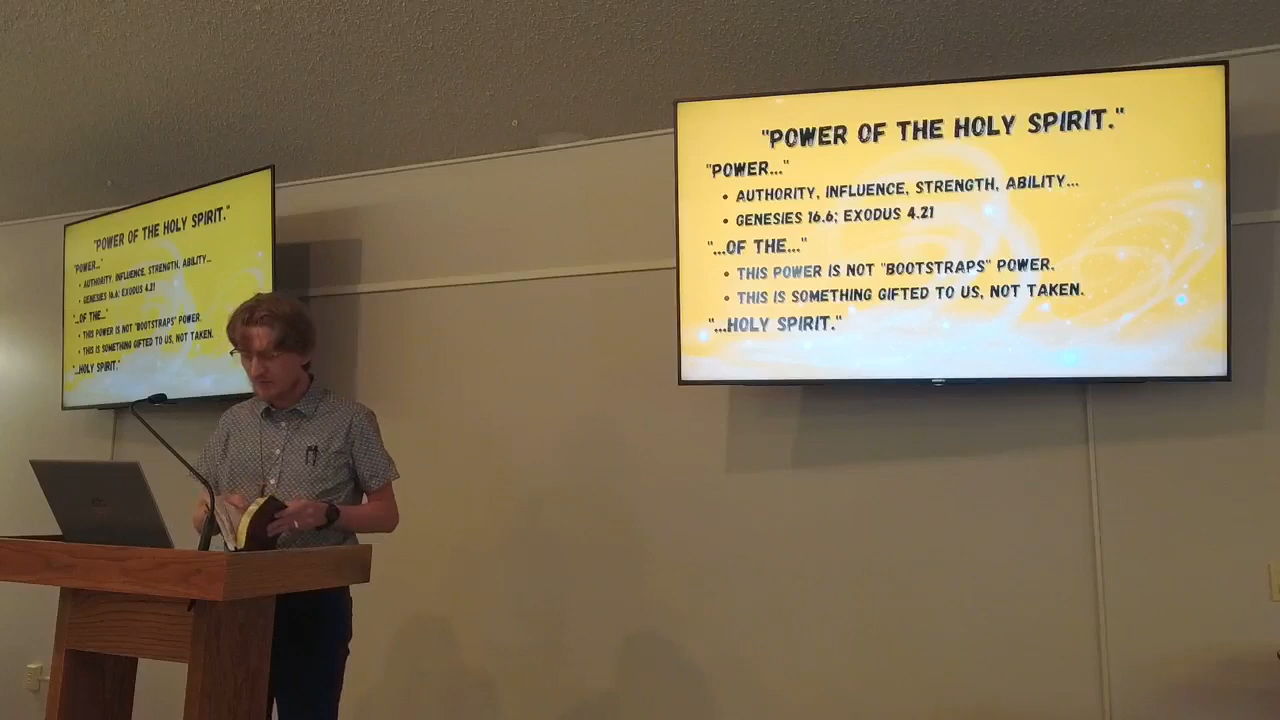 "POWER OF THE HOLY SPIRIT."
"POWER..."
• AUTHORITY, INFLUENCE, STRENGTH, ABILITY...
• GENESIES 16.6; EXODUS 4.21
"...OF THE..."
• THIS POWER IS NOT "BOOTSTRAPS" POWER.
• THIS IS SOMETHING GIFTED TO US, NOT TAKEN.
"...HOLY SPIRIT."
"POWER OF THE HOLY SPIRIT."
"POWER..."
• AUTHORITY, INFLUENCE, STRENGTH, ABILITY...
• GENESIES 16.6; EXODUS 4.21
"...OF THE..."
• THIS POWER IS NOT "BOOTSTRAPS" POWER.
• THIS IS SOMETHING GIFTED TO US, NOT TAKEN.
"...HOLY SPIRIT."